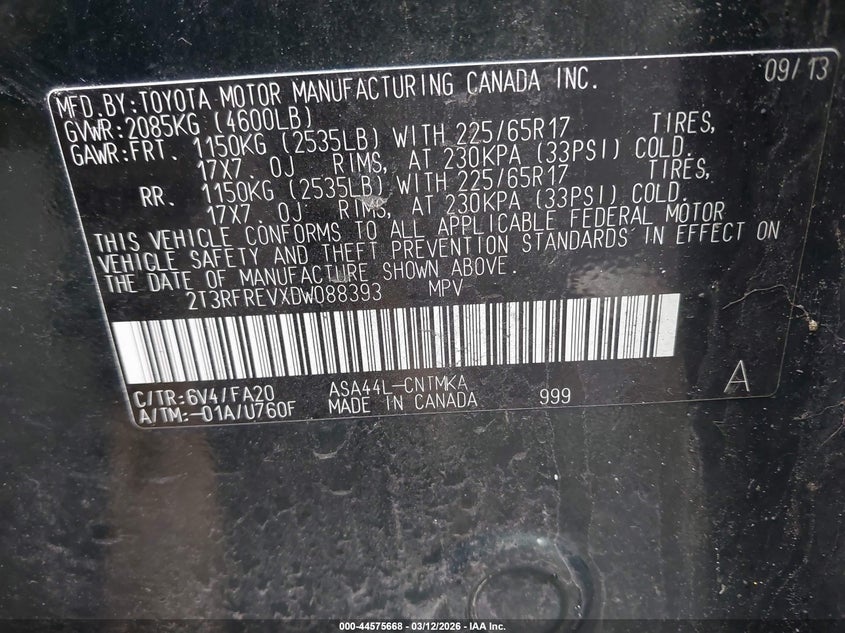 09/13
MFD.BY:TOYOTA MOTOR MANUFACTURING CANADA INC.
GVWR:2085KG (4600LB)
GAWR:FRT. 1150KG (2535LB) WITH 225/65R17 TIRES,
17X7.0J RIMS, AT 230KPA (33PSI) COLD.
RR. 1150KG (2535LB) WITH 225/65R17 TIRES,
17X7.0J RIMS, AT 230KPA (33PSI) COLD.
THIS VEHICLE CONFORMS TO ALL APPLICABLE FEDERAL MOTOR
VEHICLE SAFETY AND THEFT PREVENTION STANDARDS IN EFFECT ON
THE DATE OF MANUFACTURE SHOWN ABOVE.
2T3RFREVXDW088393 MPV
C/TR:6V4/FA20 ASA44L-CNTMKA A
A/TM:-01A/U760F MADE IN CANADA 999
000-44575668 - 03/12/2026 - IAA Inc.